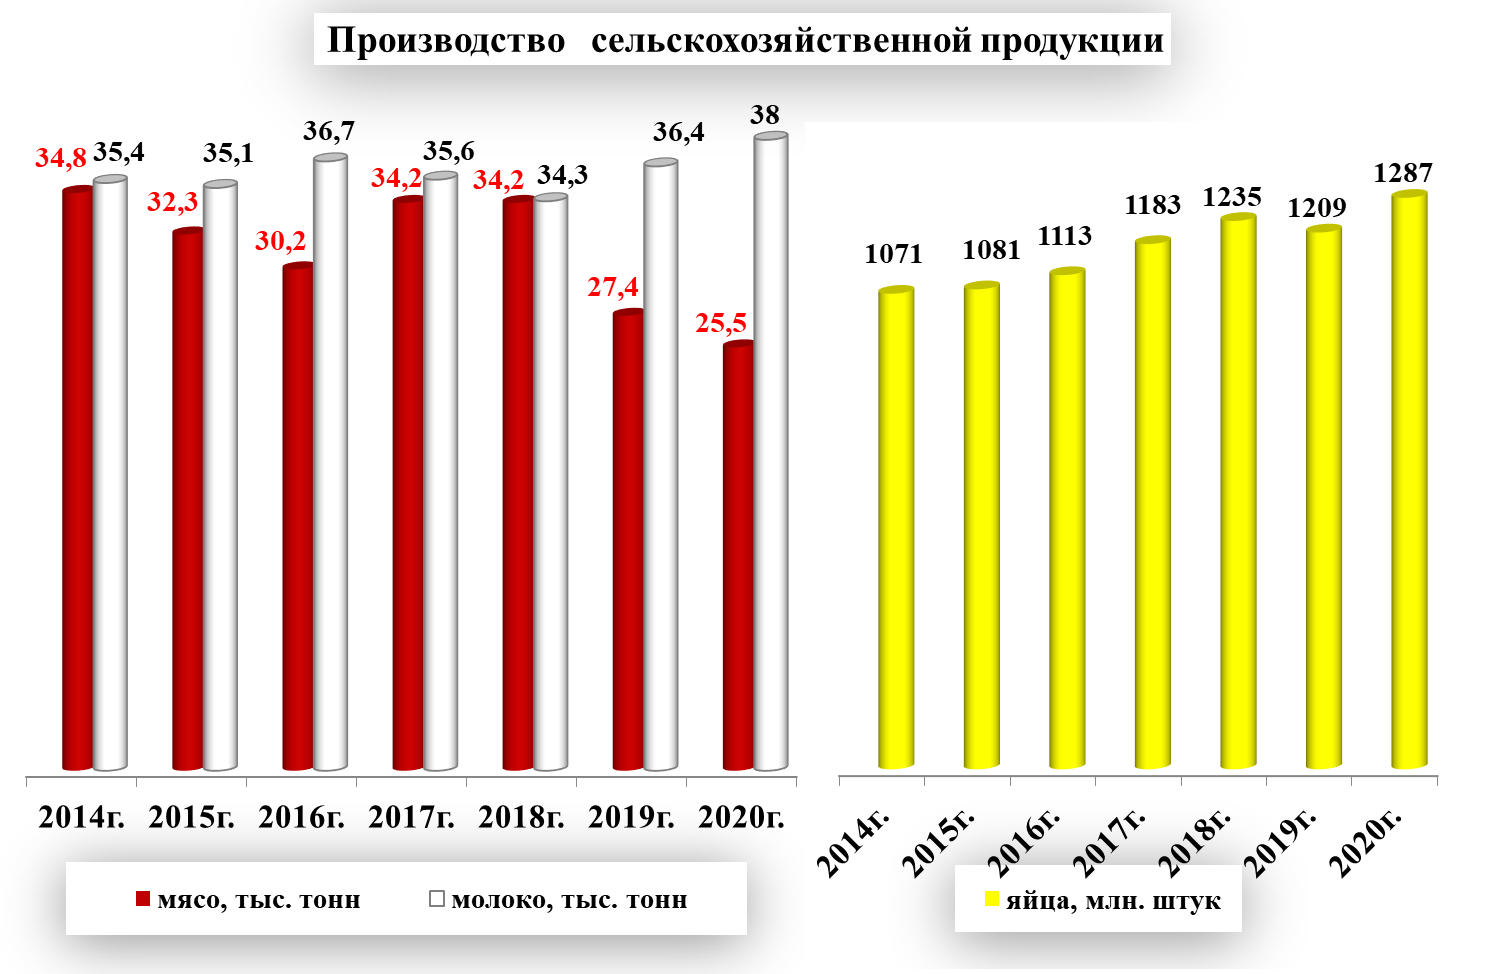 Производство сельскохозяйственной продукции
34,8 35,4 32,3 35,1 30,2 36,7 34,2 35,6 34,2 34,3 27,4 36,4 25,5 38
2014г. 2015г. 2016г. 2017г. 2018г. 2019г. 2020г.
мясо, тыс. тонн молоко, тыс. тонн
1071 1081 1113 1183 1235 1209 1287
2014г. 2015г. 2016г. 2017г. 2018г. 2019г. 2020г.
яйца, млн. штук